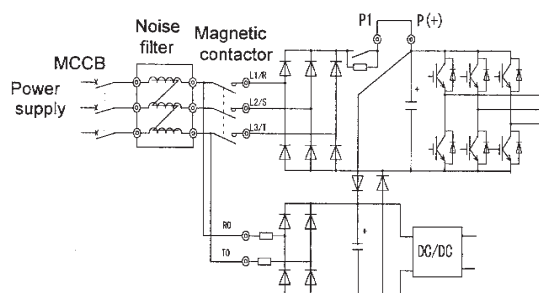 Noise
filter
Magnetic
contactor
MCCB
Power
supply
P1
P(+)
L1/R
L2/S
L3/T
+
R0
T0
+
DC/DC